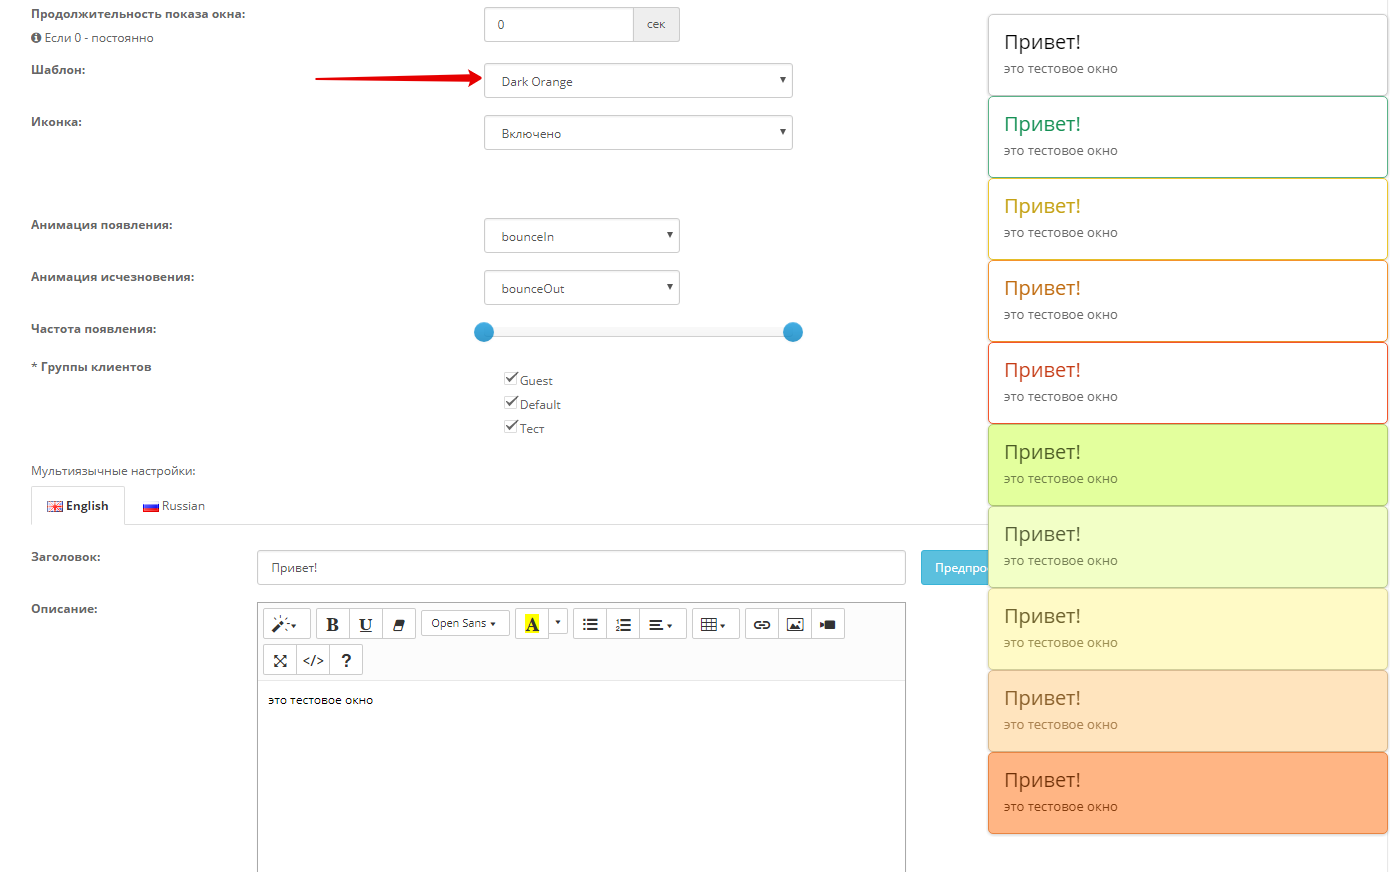 Продолжительность показа окна:
Если 0 - постоянно
0 сек
Шаблон:
Dark Orange
Иконка:
Включено
Анимация появления:
bounceIn
Анимация исчезновения:
bounceOut
Частота появления:
* Группы клиентов
Guest
Default
Тест
Мультиязычные настройки:
English Russian
Заголовок:
Привет!
Предпро
Описание:
B U Open Sans A
</> ?
это тестовое окно
Привет!
это тестовое окно
Привет!
это тестовое окно
Привет!
это тестовое окно
Привет!
это тестовое окно
Привет!
это тестовое окно
Привет!
это тестовое окно
Привет!
это тестовое окно
Привет!
это тестовое окно
Привет!
это тестовое окно
Привет!
это тестовое окно